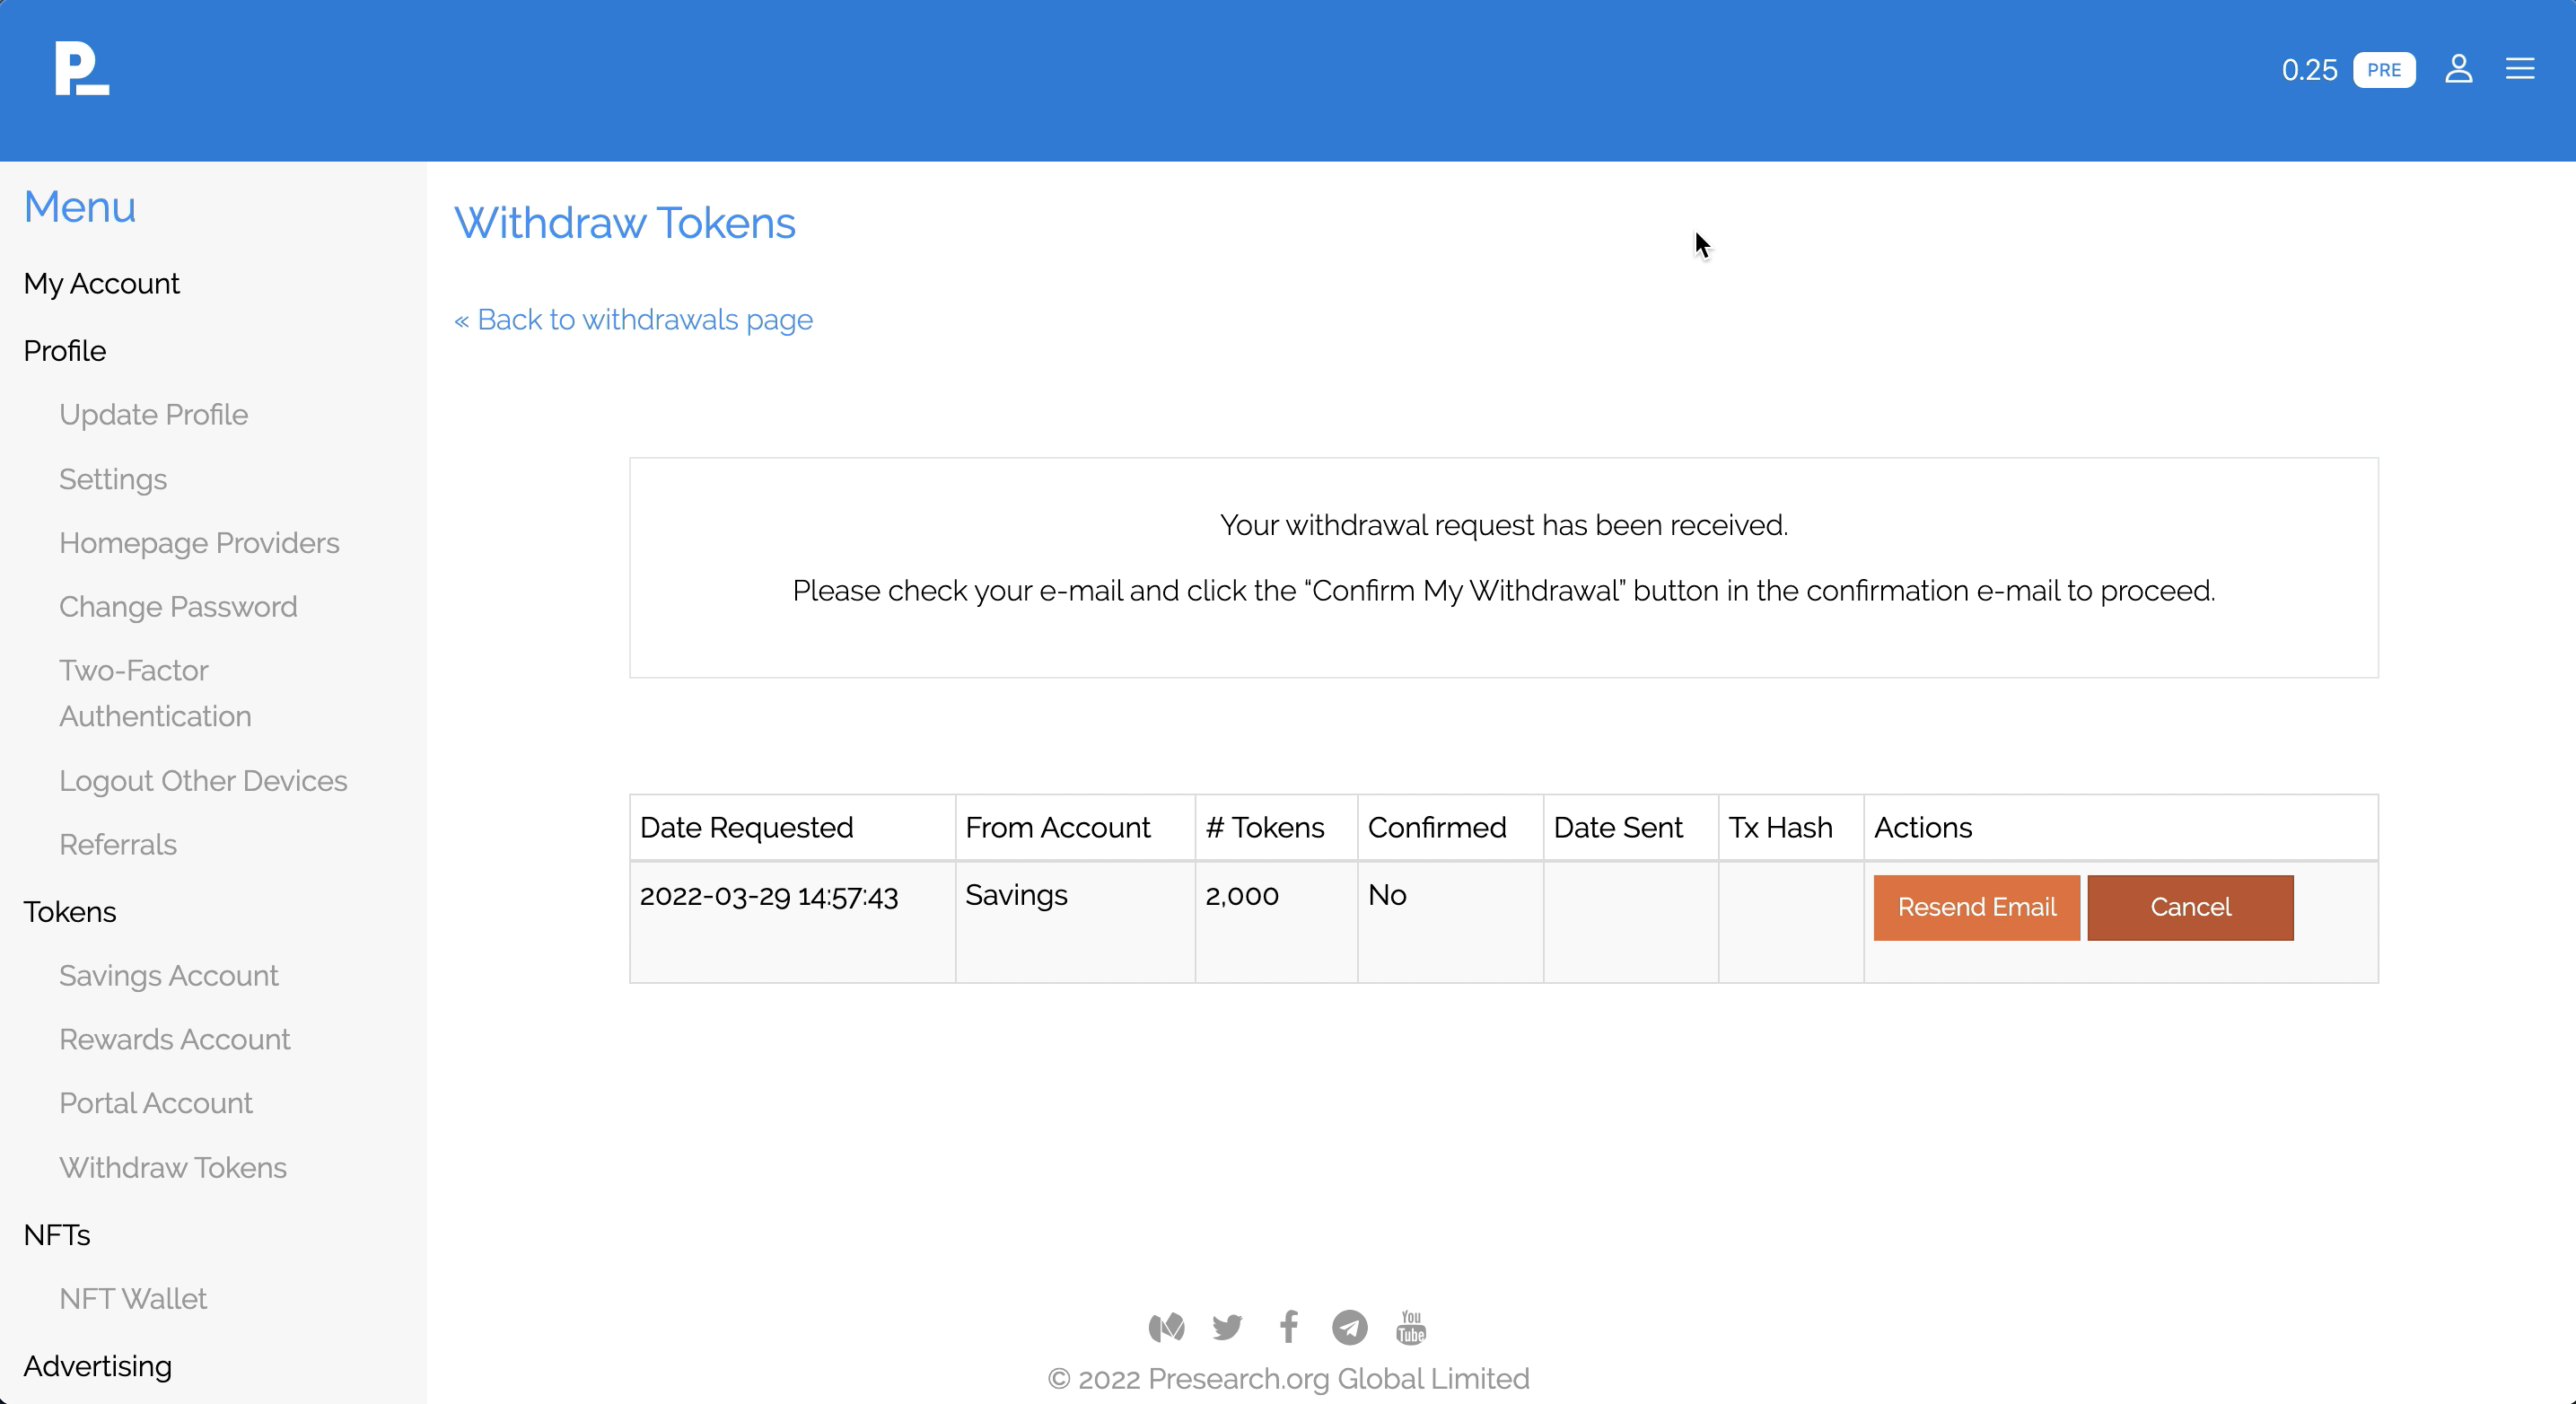 P_
0.25 PRE
Menu
My Account
Profile
Update Profile
Settings
Homepage Providers
Change Password
Two-Factor
Authentication
Logout Other Devices
Referrals
Tokens
Savings Account
Rewards Account
Portal Account
Withdraw Tokens
NFTs
NFT Wallet
Advertising
Withdraw Tokens
« Back to withdrawals page
Your withdrawal request has been received.
Please check your e-mail and click the “Confirm My Withdrawal” button in the confirmation e-mail to proceed.
Date Requested From Account # Tokens Confirmed Date Sent Tx Hash Actions
2022-03-29 14:57:43 Savings 2,000 No Resend Email Cancel
You
Tube
© 2022 Presearch.org Global Limited